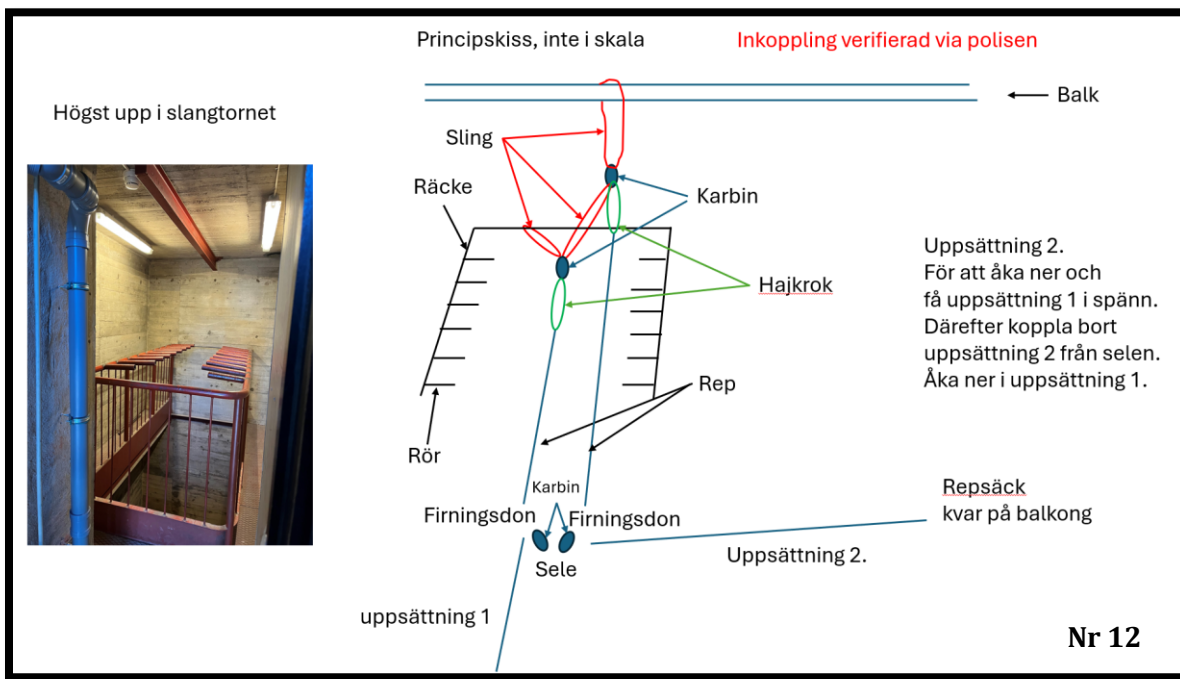 Principskiss, inte i skala
Inkoppling verifierad via polisen
Balk
Högst upp i slangtornet
Sling
Räcke
Karbin
Hajkrok
Uppsättning 2.
För att åka ner och
få uppsättning 1 i spänn.
Därefter koppla bort
uppsättning 2 från selen.
Åka ner i uppsättning 1.
Rep
Rör
Karbin
Firningsdon
Firningsdon
Sele
Repsäck
kvar på balkong
Uppsättning 2.
uppsättning 1
Nr 12